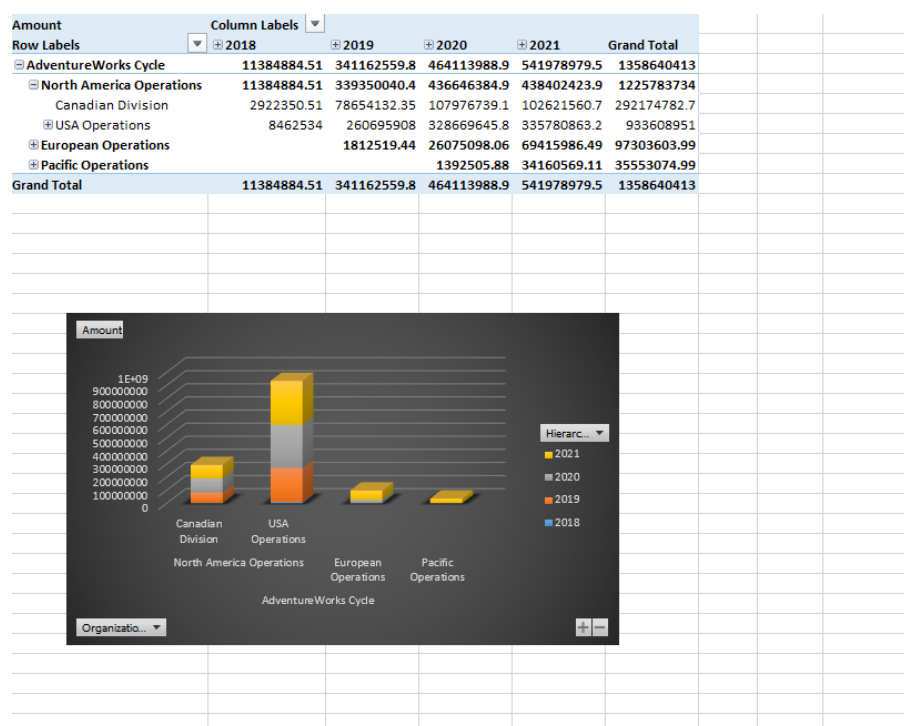 Amount Column Labels
Row Labels 2018 2019 2020 2021 Grand Total
AdventureWorks Cycle 11384884.51 341162559.8 464113988.9 541978979.5 1358640413
North America Operations 11384884.51 339350040.4 436646384.9 438402423.9 1225783734
Canadian Division 2922350.51 78654132.35 107976739.1 102621560.7 292174782.7
USA Operations 8462534 260695908 328669645.8 335780863.2 933608951
European Operations 1812519.44 26075098.06 69415986.49 97303603.99
Pacific Operations 1392505.88 34160569.11 35553074.99
Grand Total 11384884.51 341162559.8 464113988.9 541978979.5 1358640413
Amount
1E+09
900000000
800000000
700000000
600000000
500000000
400000000
300000000
200000000
100000000
0
Canadian Division
USA Operations
North America Operations
European Operations
Pacific Operations
AdventureWorks Cycle
Hierarc...
2021
2020
2019
2018
Organizatio...